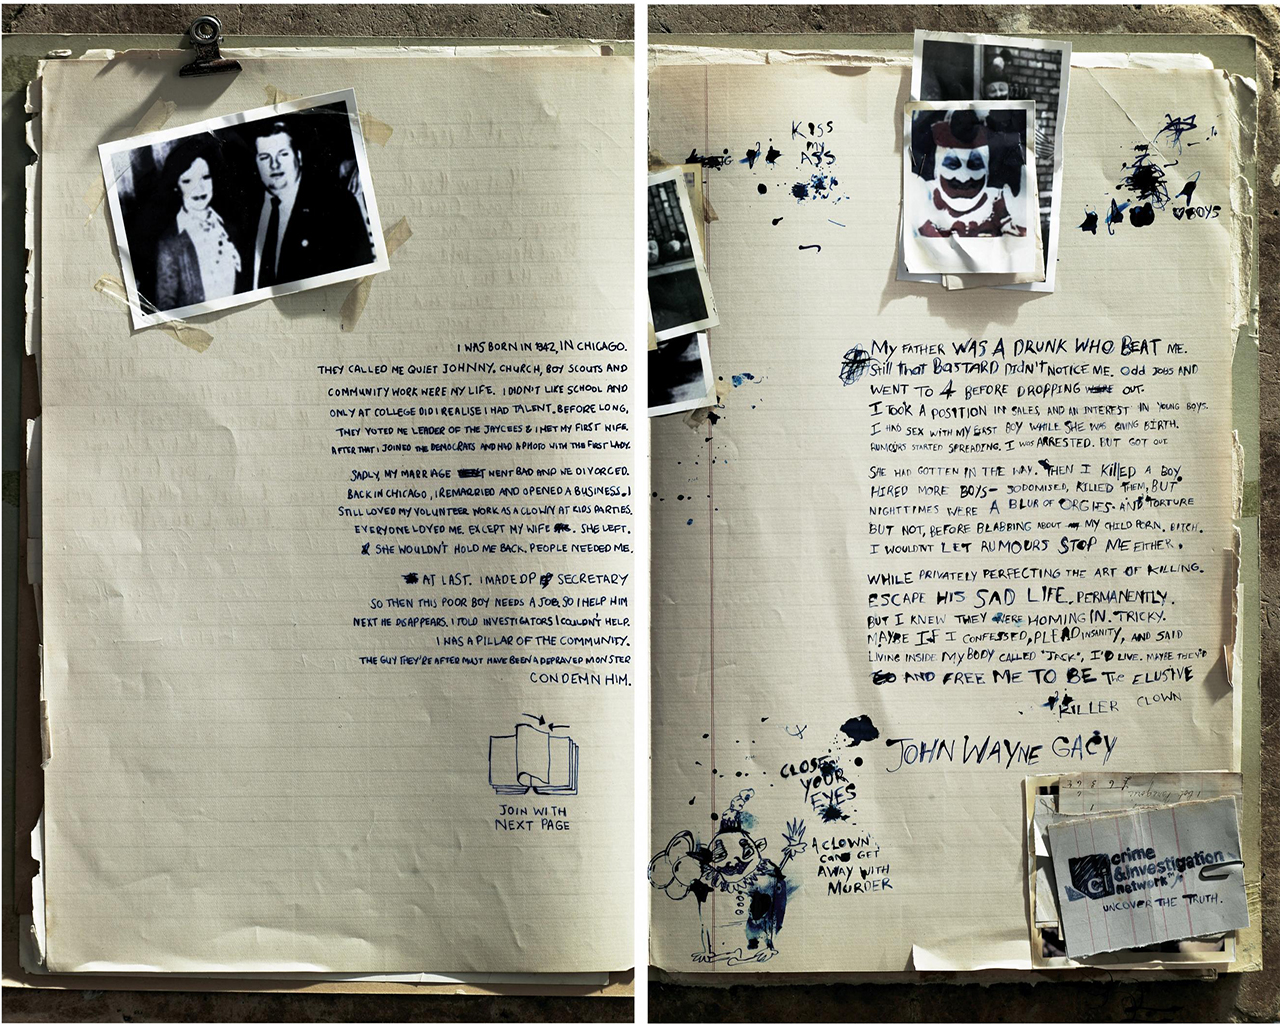 I WAS BORN IN 1942, IN CHICAGO.
THEY CALLED ME QUIET JOHNNY, CHURCH, BOY SCOUTS AND
COMMUNITY WORK WERE MY LIFE. I DIDN'T LIKE SCHOOL AND
ONLY AT COLLEGE DID I REALISE I HAD TALENT. BEFORE LONG,
THEY VOTED ME LEADER OF THE JAYCEES & I MET MY FIRST WIFE.
AFTER THAT I JOINED THE DEMOCRATS AND HAD A PHOTO WITH THE FIRST LADY.
SADLY, MY MARRIAGE WENT BAD AND WE DIVORCED.
BACK IN CHICAGO, I REMARRIED AND OPENED A BUSINESS. I
STILL LOVED MY VOLUNTEER WORK AS A CLOWN AT KIDS PARTIES.
EVERYONE LOVED ME, EXCEPT MY WIFE. SHE LEFT.
SHE WOULDN'T HOLD ME BACK. PEOPLE NEEDED ME.
AT LAST. I MADE DP SECRETARY
SO THEN THIS POOR BOY NEEDS A JOB, SO I HELP HIM
NEXT HE DISAPPEARS. I TOLD INVESTIGATORS I COULDN'T HELP.
I WAS A PILLAR OF THE COMMUNITY.
THE GUY THEY'RE AFTER MUST HAVE BEEN A DEPRAVED MONSTER
CONDEMN HIM.
JOIN WITH
NEXT PAGE
KISS
MY
ASS
♥ BOYS
MY FATHER WAS A DRUNK WHO BEAT ME.
Still that BASTARD DIDN'T NOTICE ME. Odd JOBS AND
WENT TO 4 BEFORE DROPPING OUT.
I TOOK A POSITION IN SALES AND AN INTEREST IN YOUNG BOYS.
I HAD SEX WITH MY FIRST BOY WHILE SHE WAS GIVING BIRTH.
RUMOURS STARTED SPREADING. I WAS ARRESTED. BUT GOT OUT
SHE HAD GOTTEN IN THE WAY. THEN I KIllED A BOY.
HIRED MORE BOYS - SODOMISED, KILLED THEM, BUT
NIGHTTIMES WERE A BLUR OF ORGIES. AND TORTURE
BUT NOT, BEFORE BLABBING ABOUT MY CHILD PORN. BITCH.
I WOULDN'T LET RUMOURS STOP ME EITHER.
WHILE PRIVATELY PERFECTING THE ART OF KILLING.
ESCAPE HIS SAD LIFE. PERMANENTLY.
BUT I KNEW THEY WERE HOMING IN. TRICKY.
MAYBE IF I CONFESSED, PLEAD INSANITY, AND SAID
LIVING INSIDE MY BODY CALLED "JACK", I'D LIVE. MAYBE THEY'D
GO AND FREE ME TO BE The ELUSIVE
KILLER CLOWN
JOHN WAYNE GACY
CLOSE
YOUR
EYES
A CLOWN
CAN GET
AWAY WITH
MURDER
crime
&investigation
network
UNCOVER THE TRUTH.